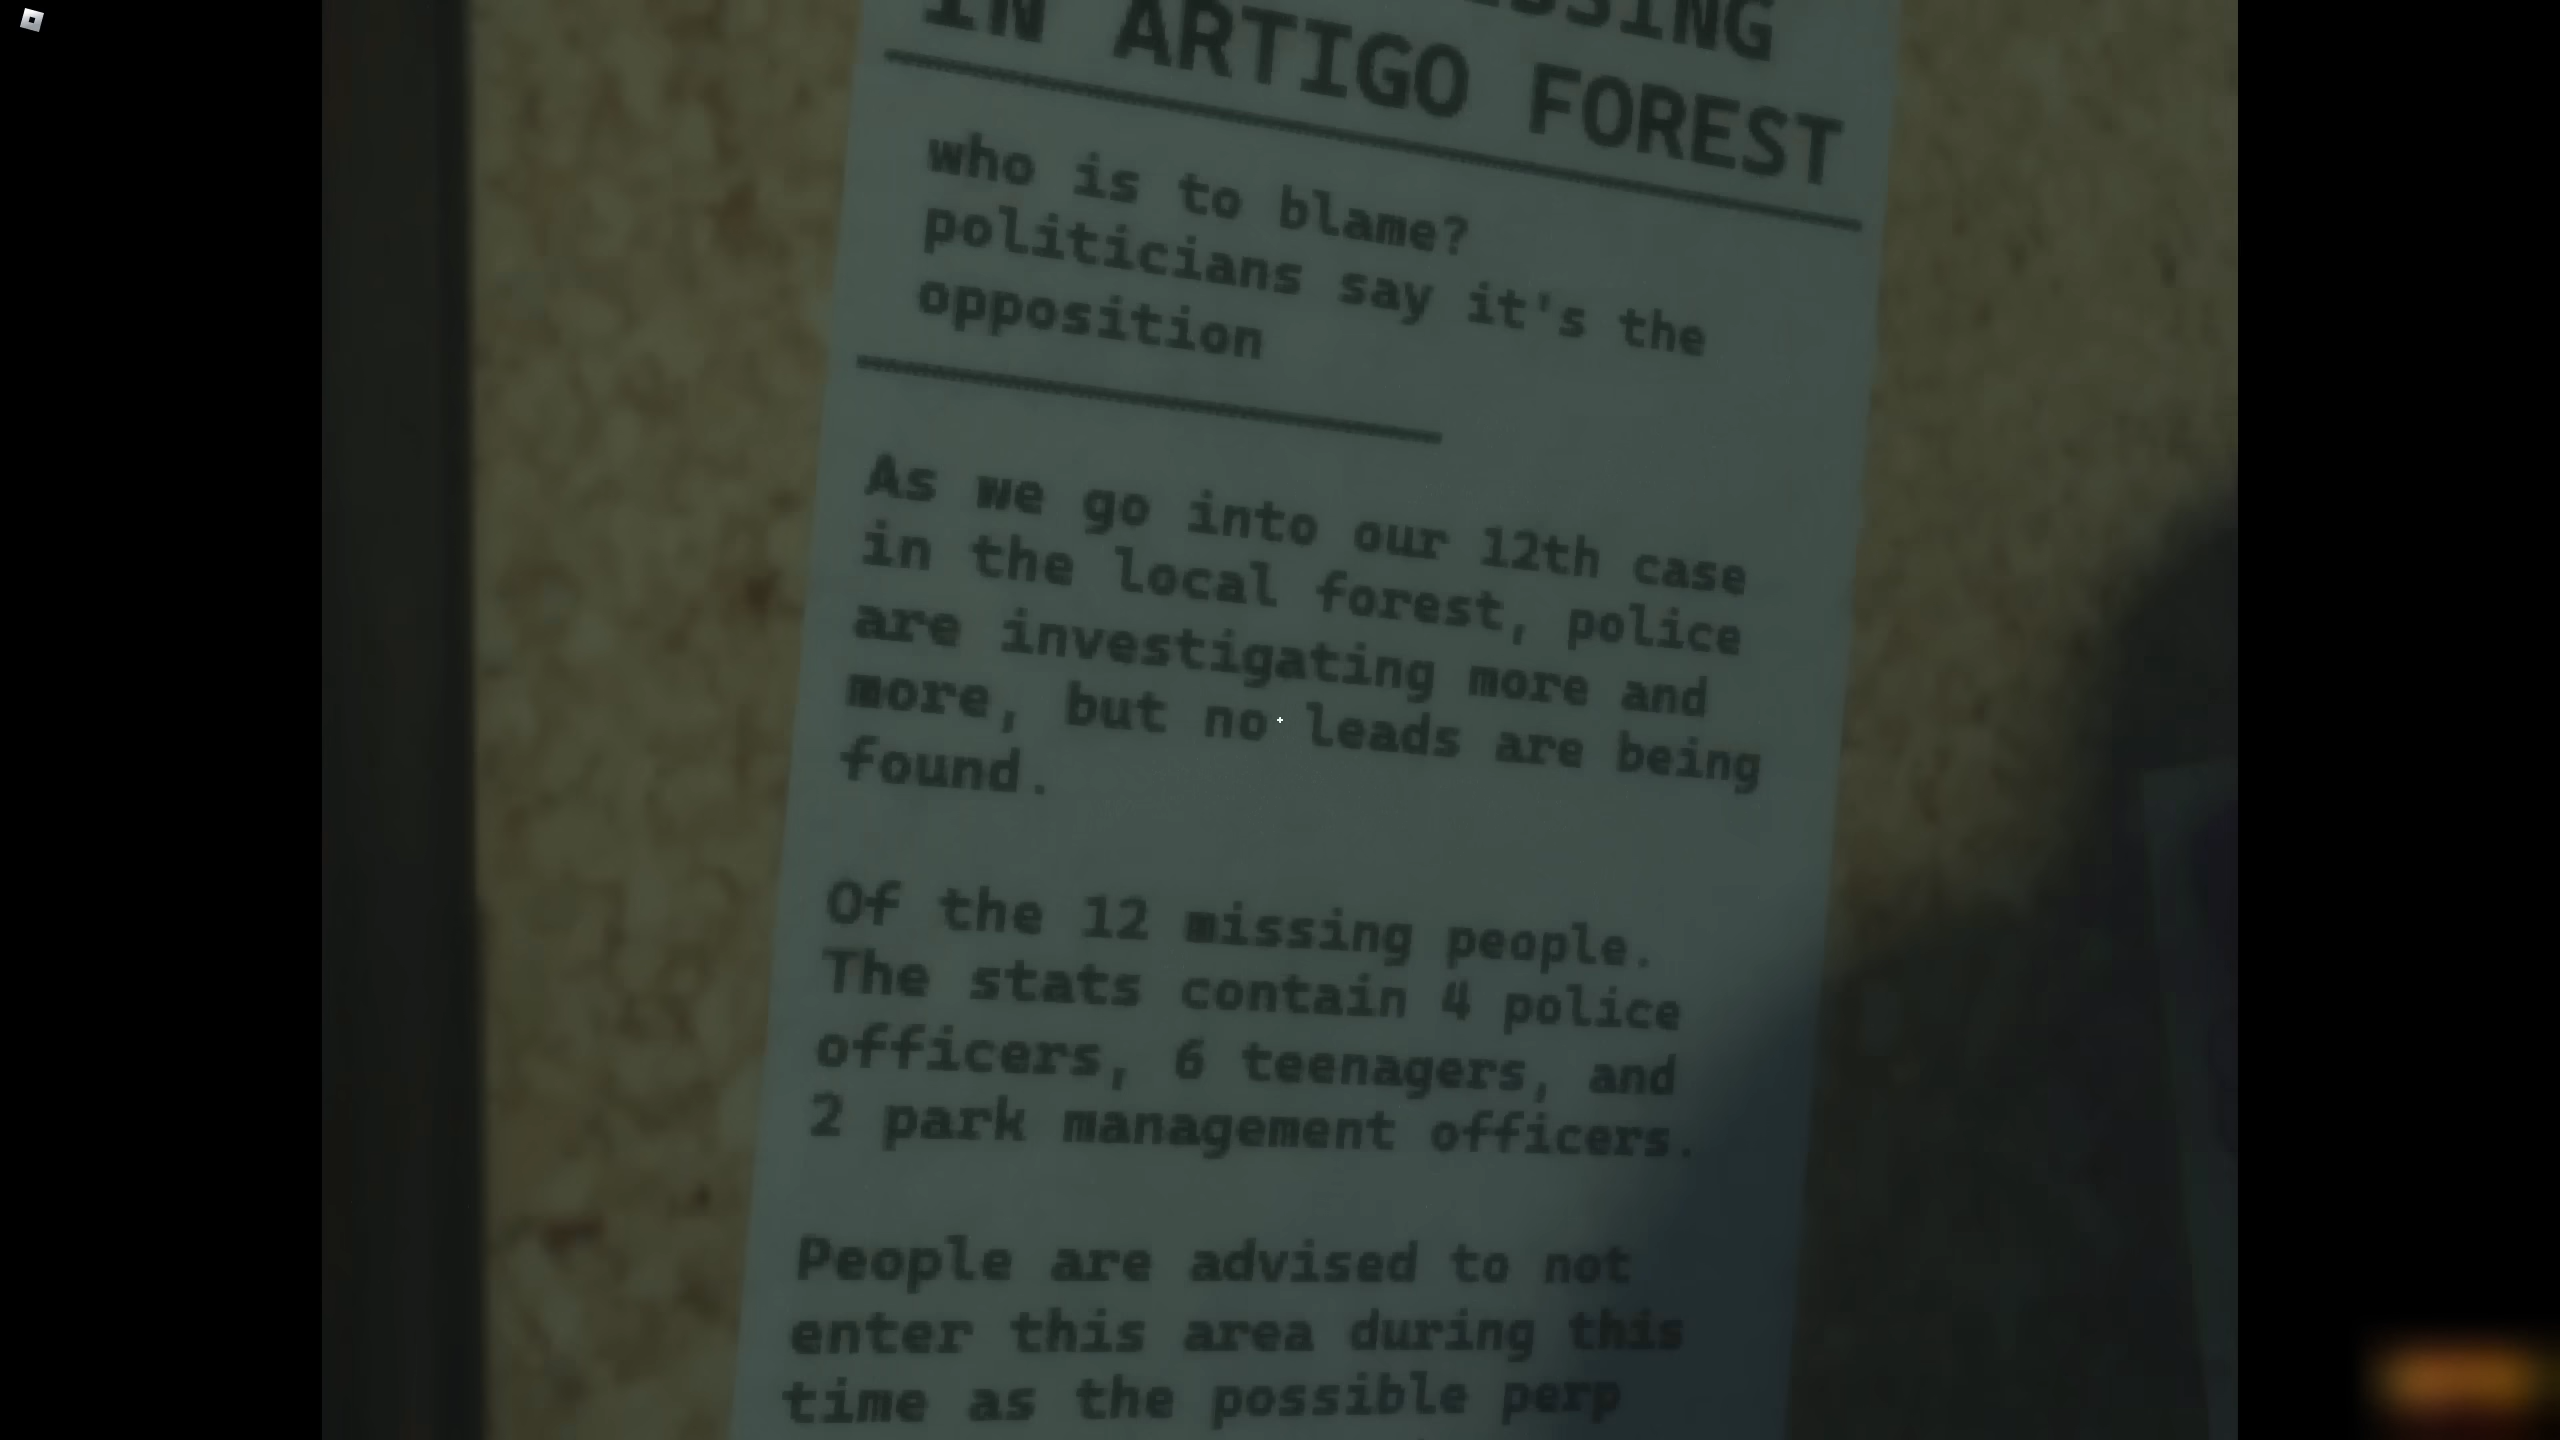 IN ARTIGO FOREST
who is to blame?
politicians say it's the
opposition
As we go into our 12th case
in the local forest, police
are investigating more and
more, but no leads are being
found.
Of the 12 missing people.
The stats contain 4 police
officers, 6 teenagers, and
2 park management officers.
People are advised to not
enter this area during this
time as the possible perp